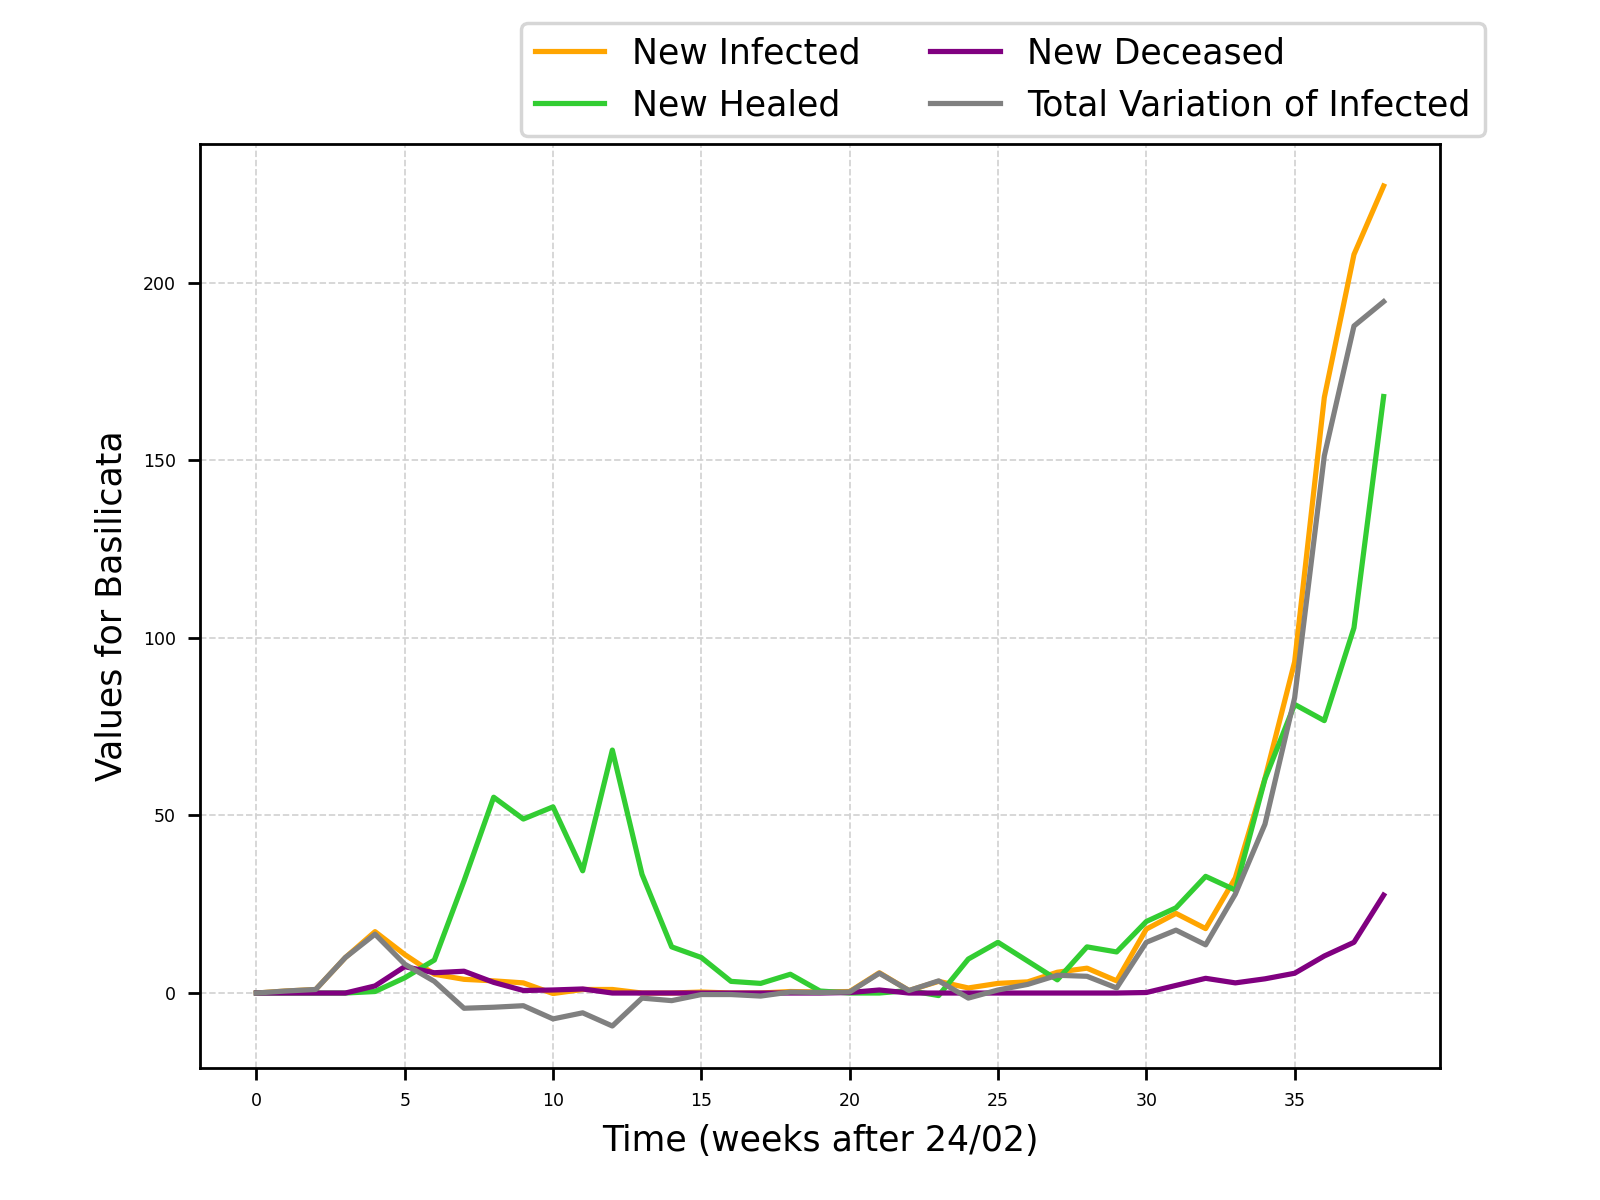 New Infected
New Healed
New Deceased
Total Variation of Infected
Values for Basilicata
200
150
100
50
0
0 5 10 15 20 25 30 35
Time (weeks after 24/02)